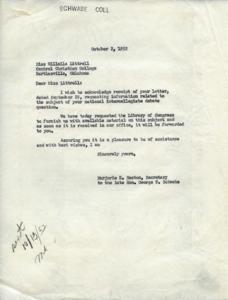 SCHWABE COLL
October 2, 1952
Miss Willella Littrell
Central Christian College
Bartlesville, Oklahoma
Dear Miss Littrell:
I wish to acknowledge receipt of your letter,
dated September 29, requesting information related to
the subject of your national intercollegiate debate
question.
We have today requested the Library of Congress
to furnish us with available material on this subject and
as soon as it is received in our office, it will be forwarded
to you.
Assuring you it is a pleasure to be of assistance
and with best wishes, I am
Sincerely yours,
Marjorie E. Heaton, Secretary
to the late Hon. George B. Schwabe